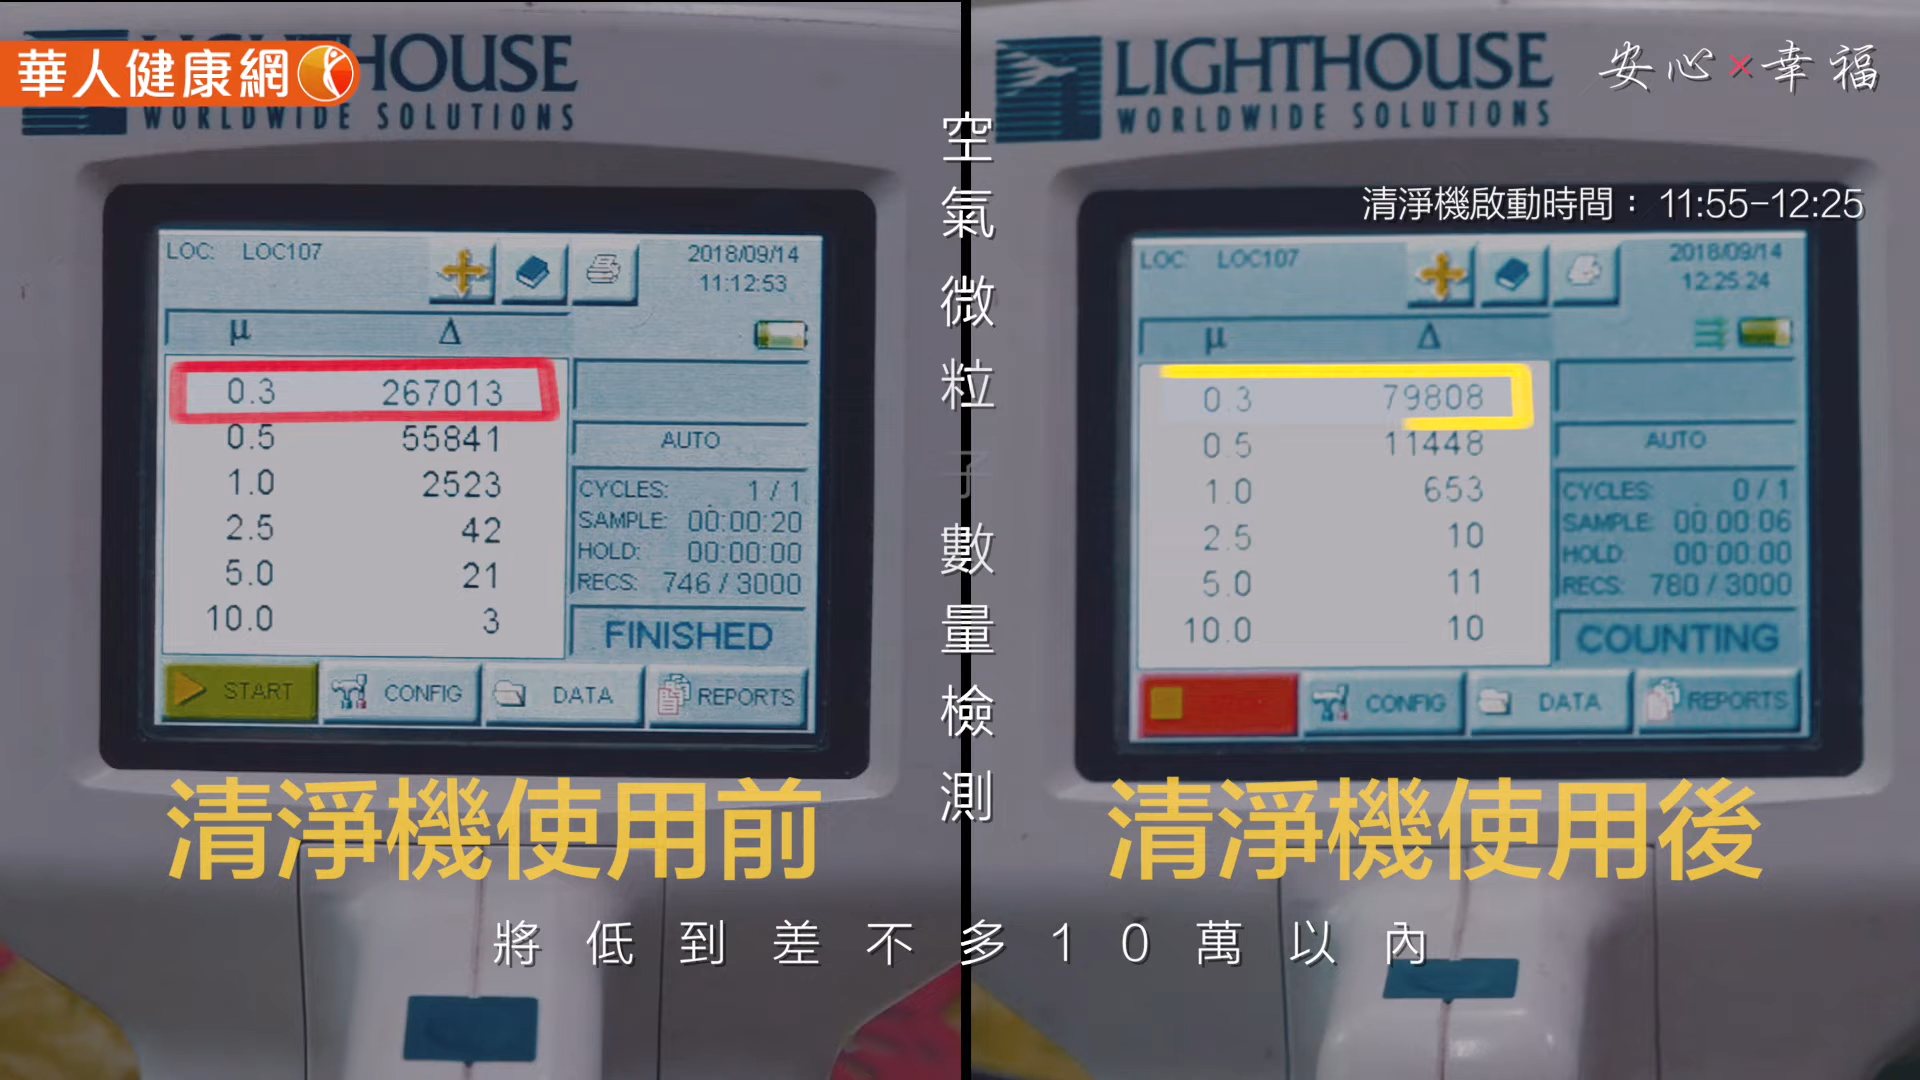 華人健康網
LIGHTHOUSE
WORLDWIDE SOLUTIONS
LOC: LOC107
2018/09/14
11:12:53
μ Δ
0.3 267013
0.5 55841
1.0 2523
2.5 42
5.0 21
10.0 3
AUTO
CYCLES: 1 / 1
SAMPLE: 00:00:20
HOLD: 00:00:00
RECS: 746 / 3000
FINISHED
START CONFIG DATA REPORTS
清淨機使用前
空氣微粒子數量檢測
LIGHTHOUSE
WORLDWIDE SOLUTIONS
安心×幸福
清淨機啟動時間：11:55-12:25
LOC: LOC107
2018/09/14
12:25:24
μ Δ
0.3 79808
0.5 11448
1.0 653
2.5 10
5.0 11
10.0 10
AUTO
CYCLES: 0 / 1
SAMPLE: 00:00:06
HOLD: 00:00:00
RECS: 780 / 3000
COUNTING
CONFIG DATA REPORTS
清淨機使用後
將低到差不多10萬以內